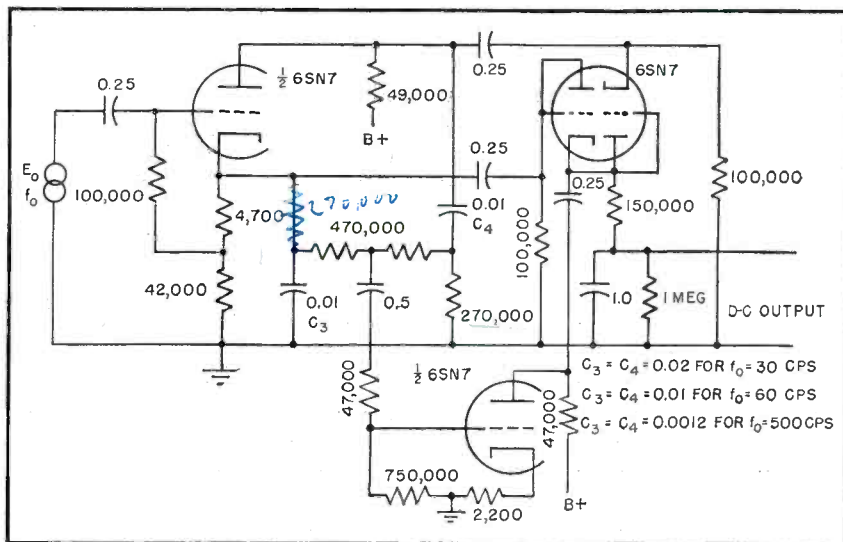 0.25
½ 6SN7
49,000
B+
0.25
6SN7
E₀
f₀
100,000
4,700
42,000
270,000
470,000
0.01
C₃
0.5
0.25
0.01
C₄
270,000
100,000
0.25
150,000
100,000
1.0
1 MEG
D-C OUTPUT
C₃ = C₄ = 0.02 FOR f₀ = 30 CPS
C₃ = C₄ = 0.01 FOR f₀ = 60 CPS
C₃ = C₄ = 0.0012 FOR f₀ = 500 CPS
47,000
½ 6SN7
47,000
750,000
2,200
B+